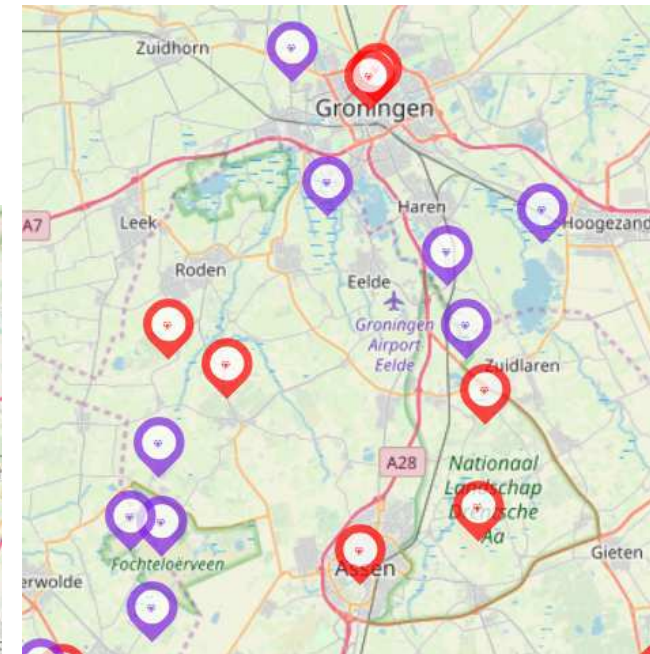 Zuidhorn
Groningen
Haren
A7
Leek
Hoogezand
Roden
Eelde
Groningen
Airport
Eelde
Zuidlaren
A28
Nationaal
Landschap
Drentsche
Aa
Fochteloërveen
Assen
Gieten
erwolde